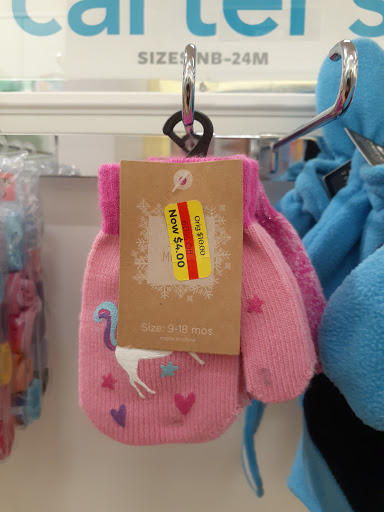 carter's
SIZES NB-24M
Orig $10.00
Now $4.00
Size: 9-18 mos